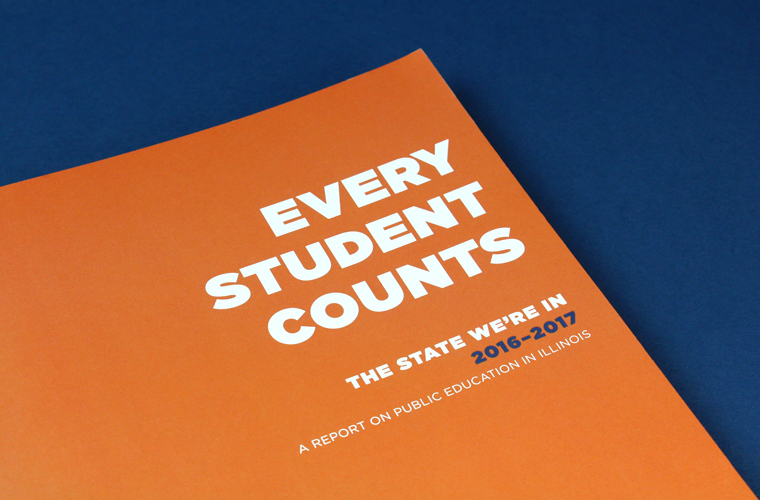 EVERY
STUDENT
COUNTS
THE STATE WE'RE IN
2016–2017
A REPORT ON PUBLIC EDUCATION IN ILLINOIS